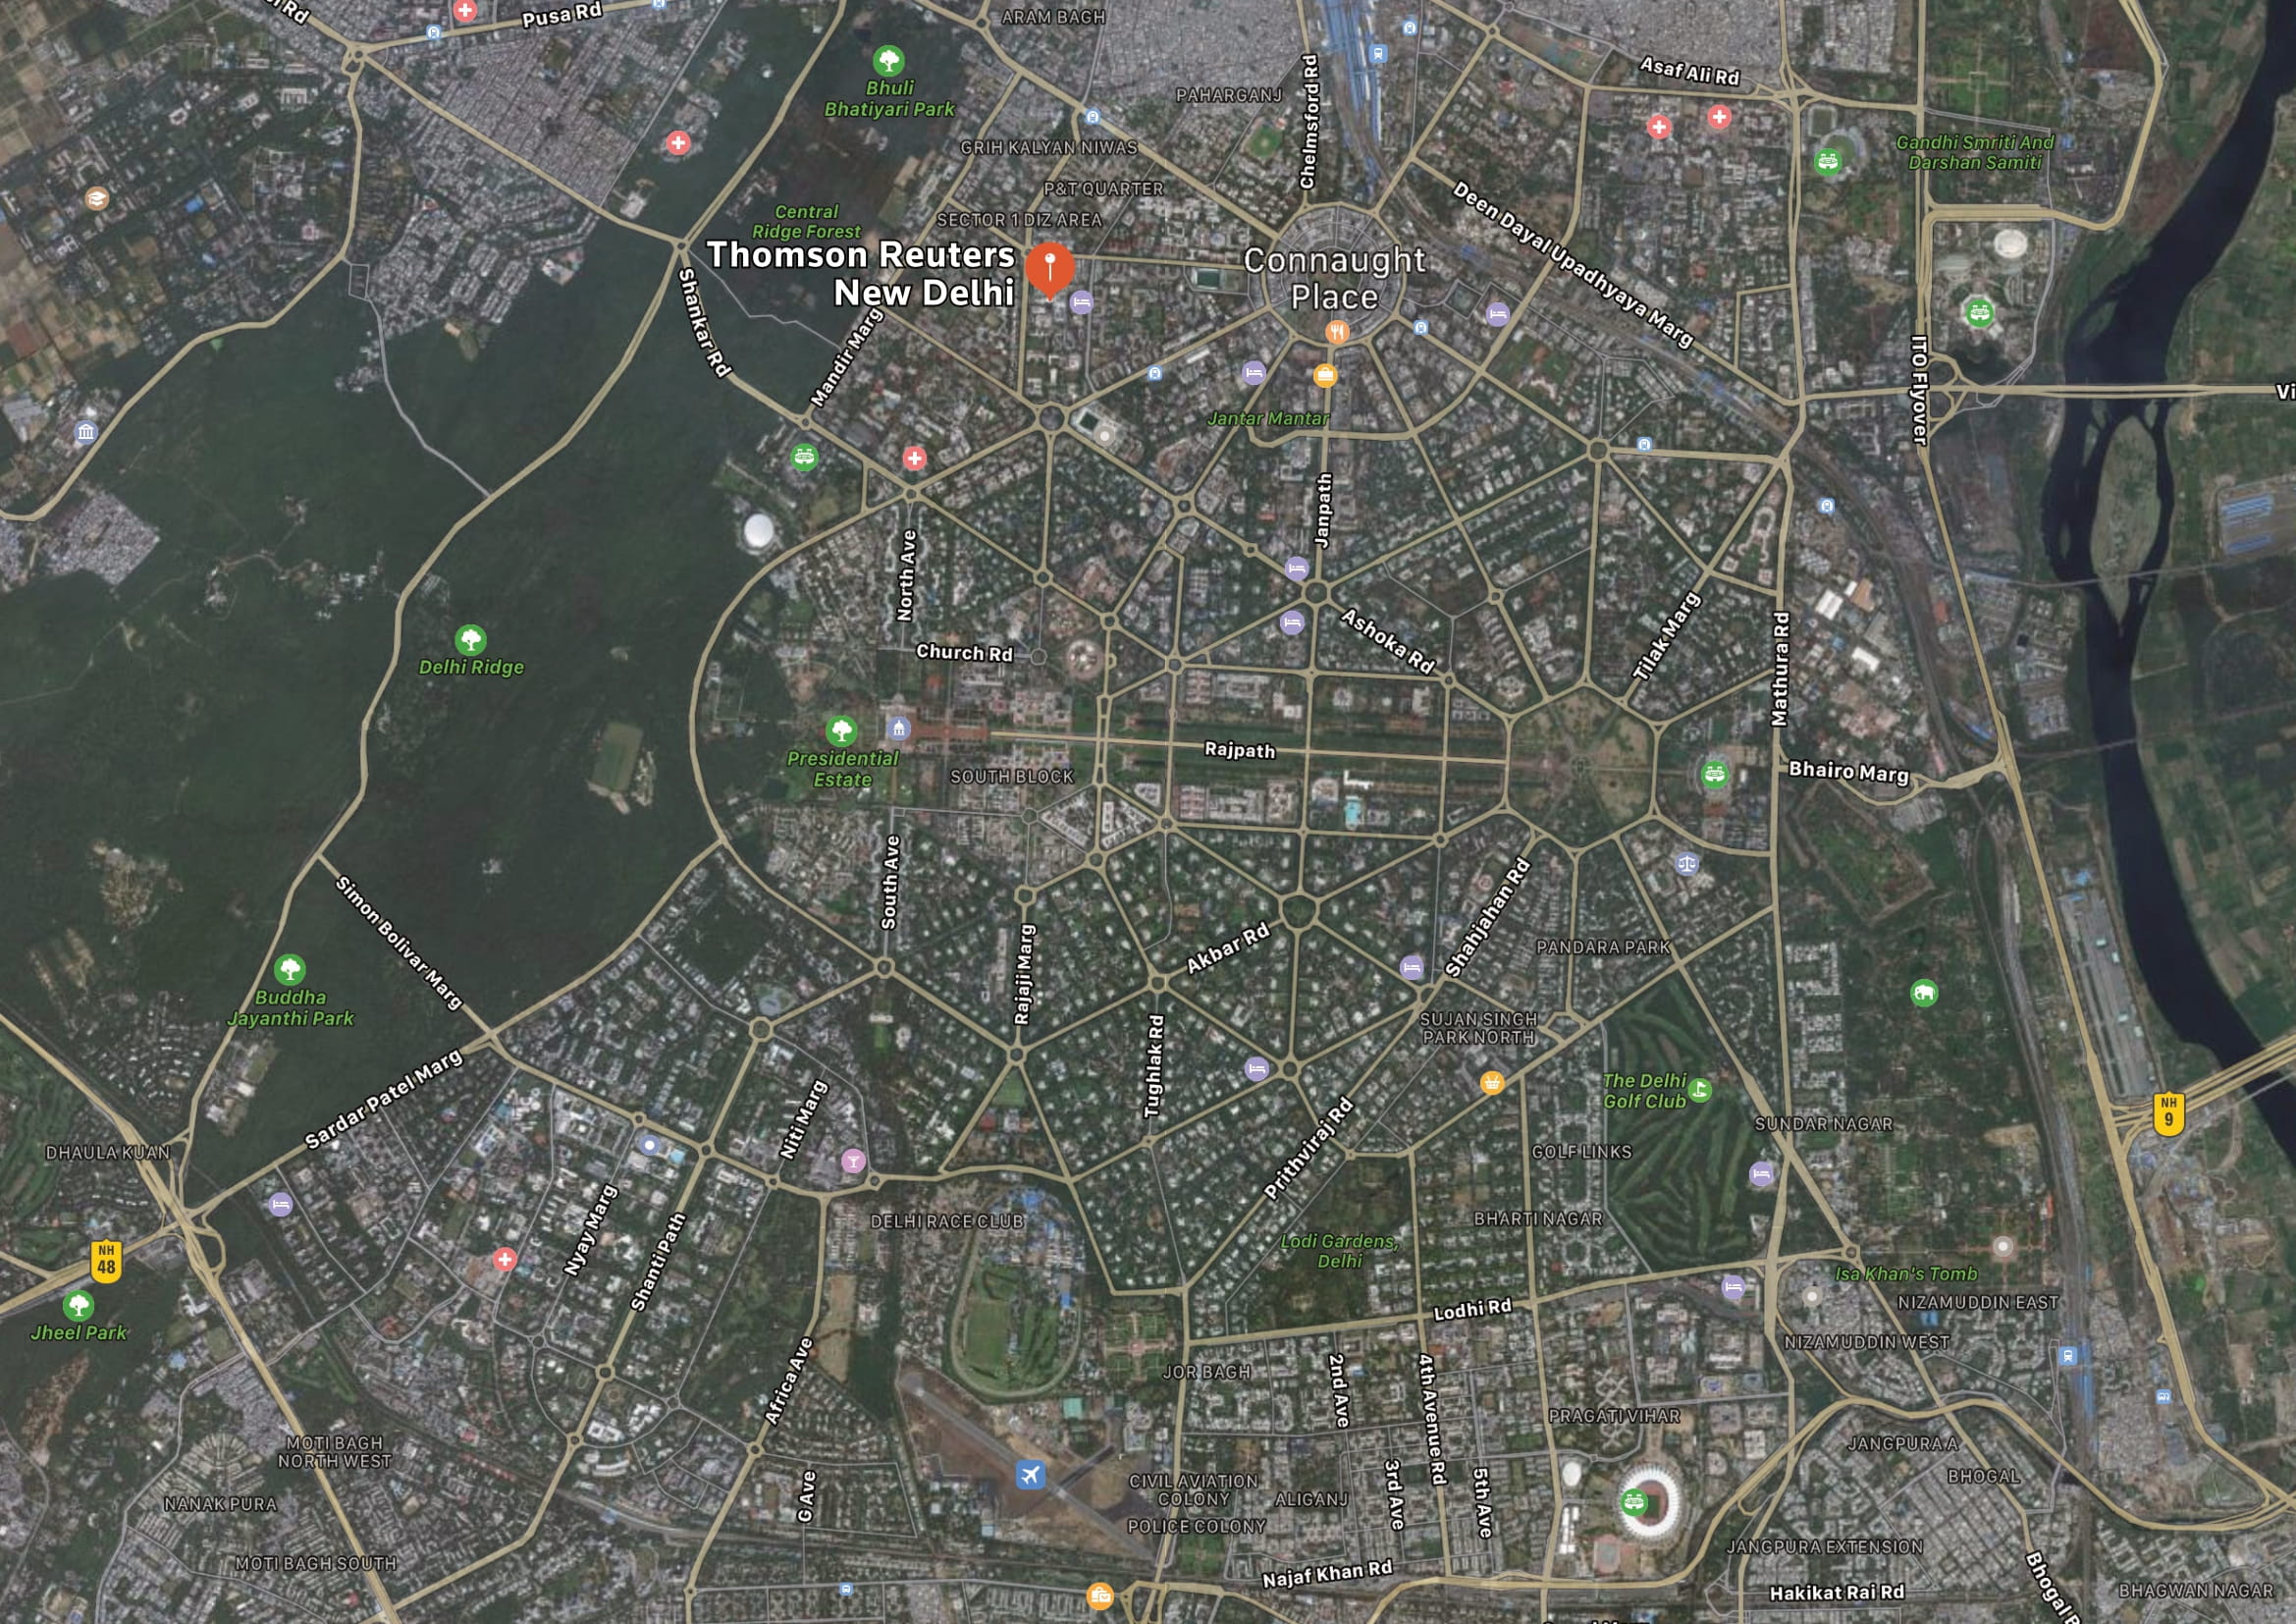 Pusa Rd
ARAM BAGH
Bhuli
Bhatiyari Park
PAHARGANJ
Chelmsford Rd
Asaf Ali Rd
GRIH KALYAN NIWAS
Gandhi Smriti And
Darshan Samiti
P&T QUARTER
SECTOR 1 DIZ AREA
Central
Ridge Forest
Thomson Reuters
New Delhi
Connaught
Place
Deen Dayal Upadhyaya Marg
Shankar Rd
Mandir Marg
ITO Flyover
Jantar Mantar
Janpath
North Ave
Church Rd
Ashoka Rd
Tilak Marg
Mathura Rd
Delhi Ridge
Presidential
Estate
SOUTH BLOCK
Rajpath
Bhairo Marg
South Ave
Simon Bolivar Marg
Rajaji Marg
Akbar Rd
Shahjahan Rd
PANDARA PARK
Buddha
Jayanthi Park
SUJAN SINGH
PARK NORTH
Sardar Patel Marg
Tughlak Rd
Niti Marg
Prithviraj Rd
The Delhi
Golf Club
SUNDAR NAGAR
NH
9
DHAULA KUAN
GOLF LINKS
Nyay Marg
Shanti Path
DELHI RACE CLUB
BHARTI NAGAR
Lodi Gardens,
Delhi
NH
48
Isa Khan's Tomb
NIZAMUDDIN EAST
Jheel Park
Lodhi Rd
NIZAMUDDIN WEST
Africa Ave
JOR BAGH
2nd Ave
4th Avenue Rd
PRAGATI VIHAR
MOTI BAGH
NORTH WEST
JANGPURA A
BHOGAL
NANAK PURA
G Ave
CIVIL AVIATION
COLONY
ALIGANJ
3rd Ave
5th Ave
POLICE COLONY
MOTI BAGH SOUTH
JANGPURA EXTENSION
Najaf Khan Rd
Hakikat Rai Rd
BHAGWAN NAGAR